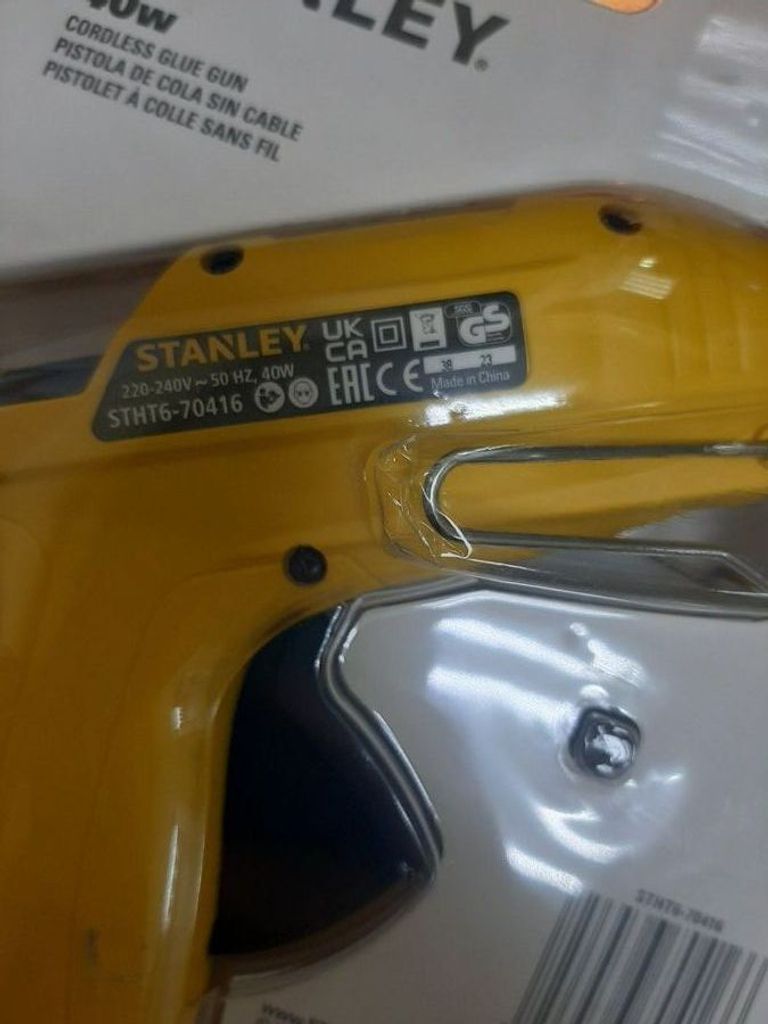 40W
CORDLESS GLUE GUN
PISTOLA DE COLA SIN CABLE
PISTOLET À COLLE SANS FIL
STANLEY
UK
CA
GS
220-240V ~ 50 HZ, 40W
EAC CE
38 23
STHT6-70416
Made in China
STHT6-70416